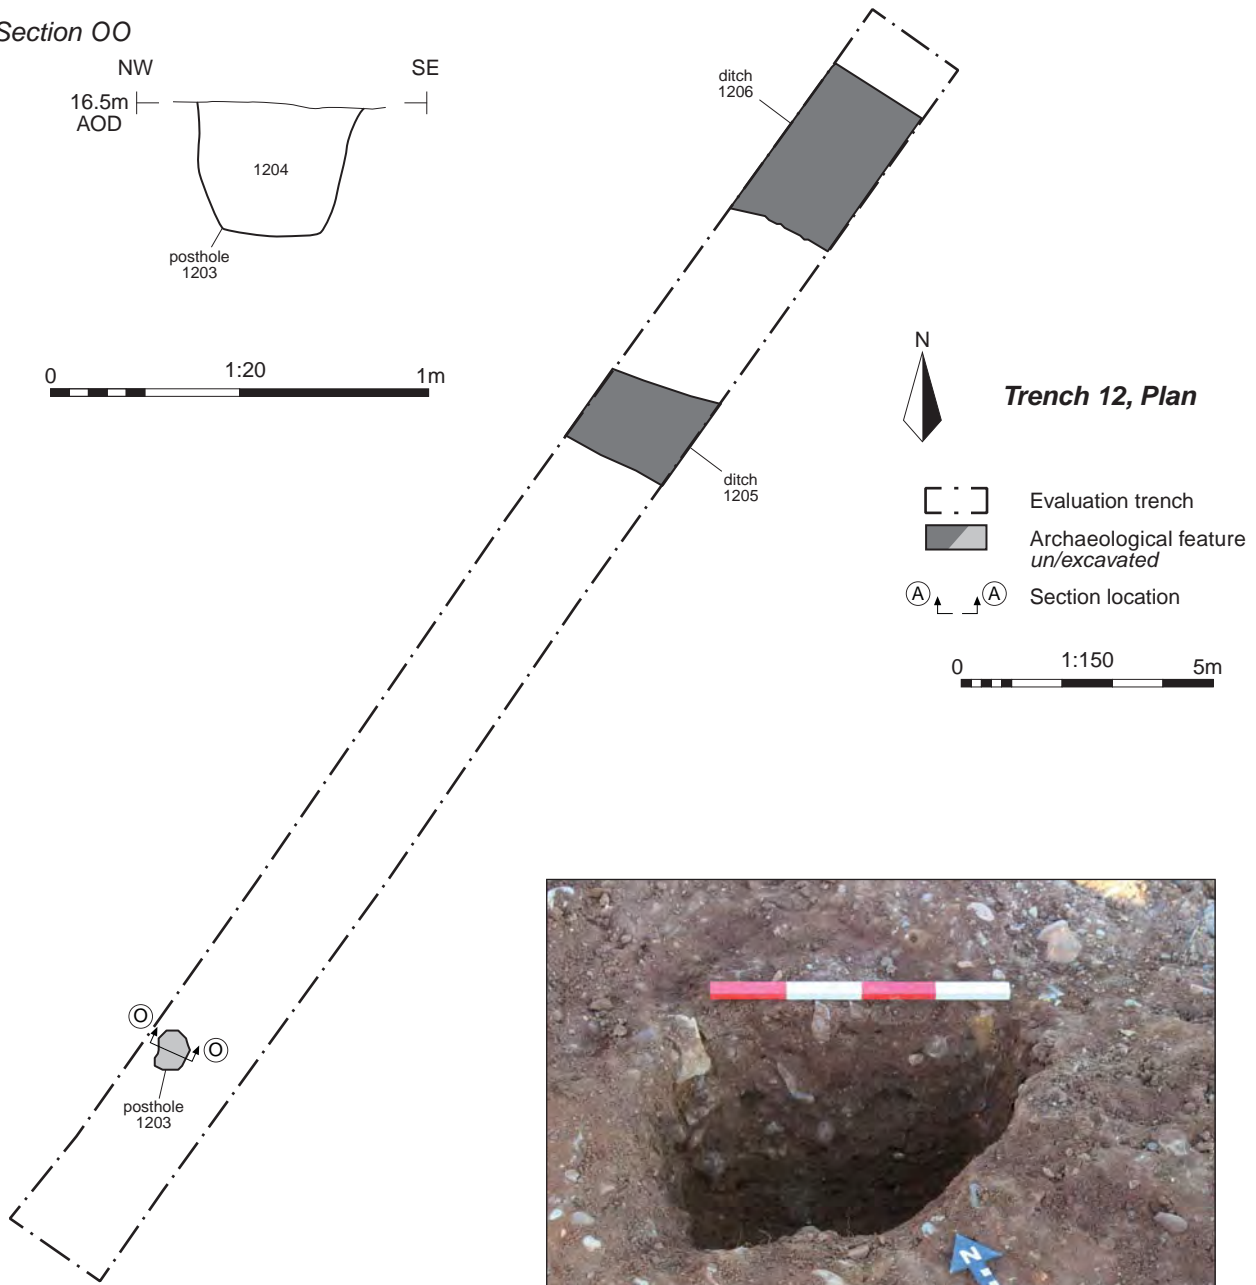 Section OO
NW
SE
16.5m
AOD
1204
posthole
1203
0
1:20
1m
ditch
1206
ditch
1205
N
Trench 12, Plan
Evaluation trench
Archaeological feature
un/excavated
A
A
Section location
0
1:150
5m
O
O
posthole
1203
N